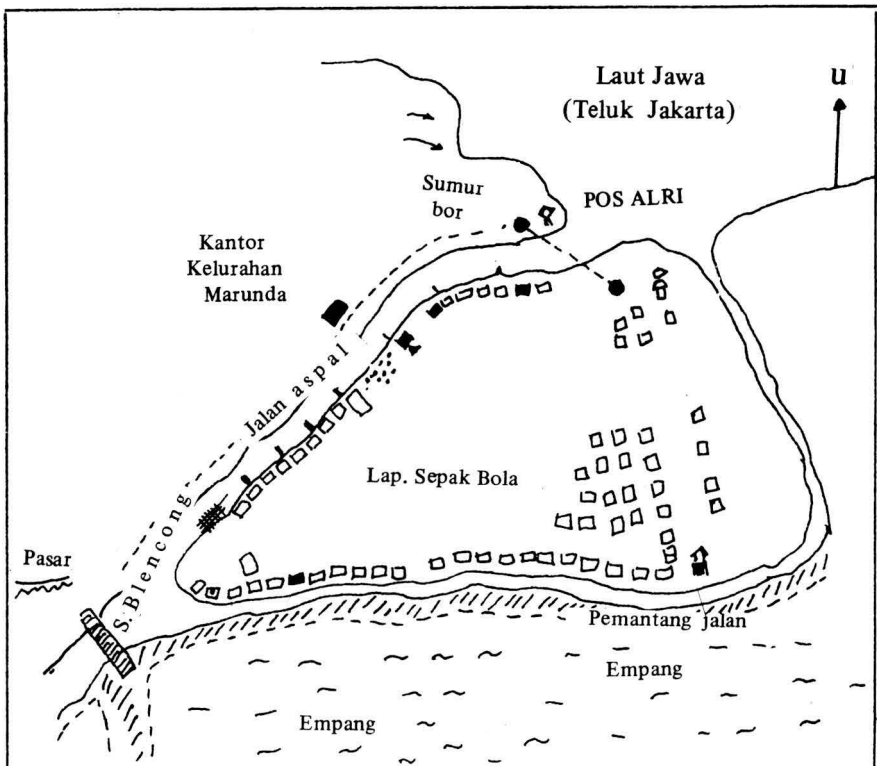 Laut Jawa
(Teluk Jakarta)
u
Sumur
bor
POS ALRI
Kantor
Kelurahan
Marunda
Jalan aspal
Lap. Sepak Bola
S. Blencong
Pasar
Pemantang jalan
Empang
Empang